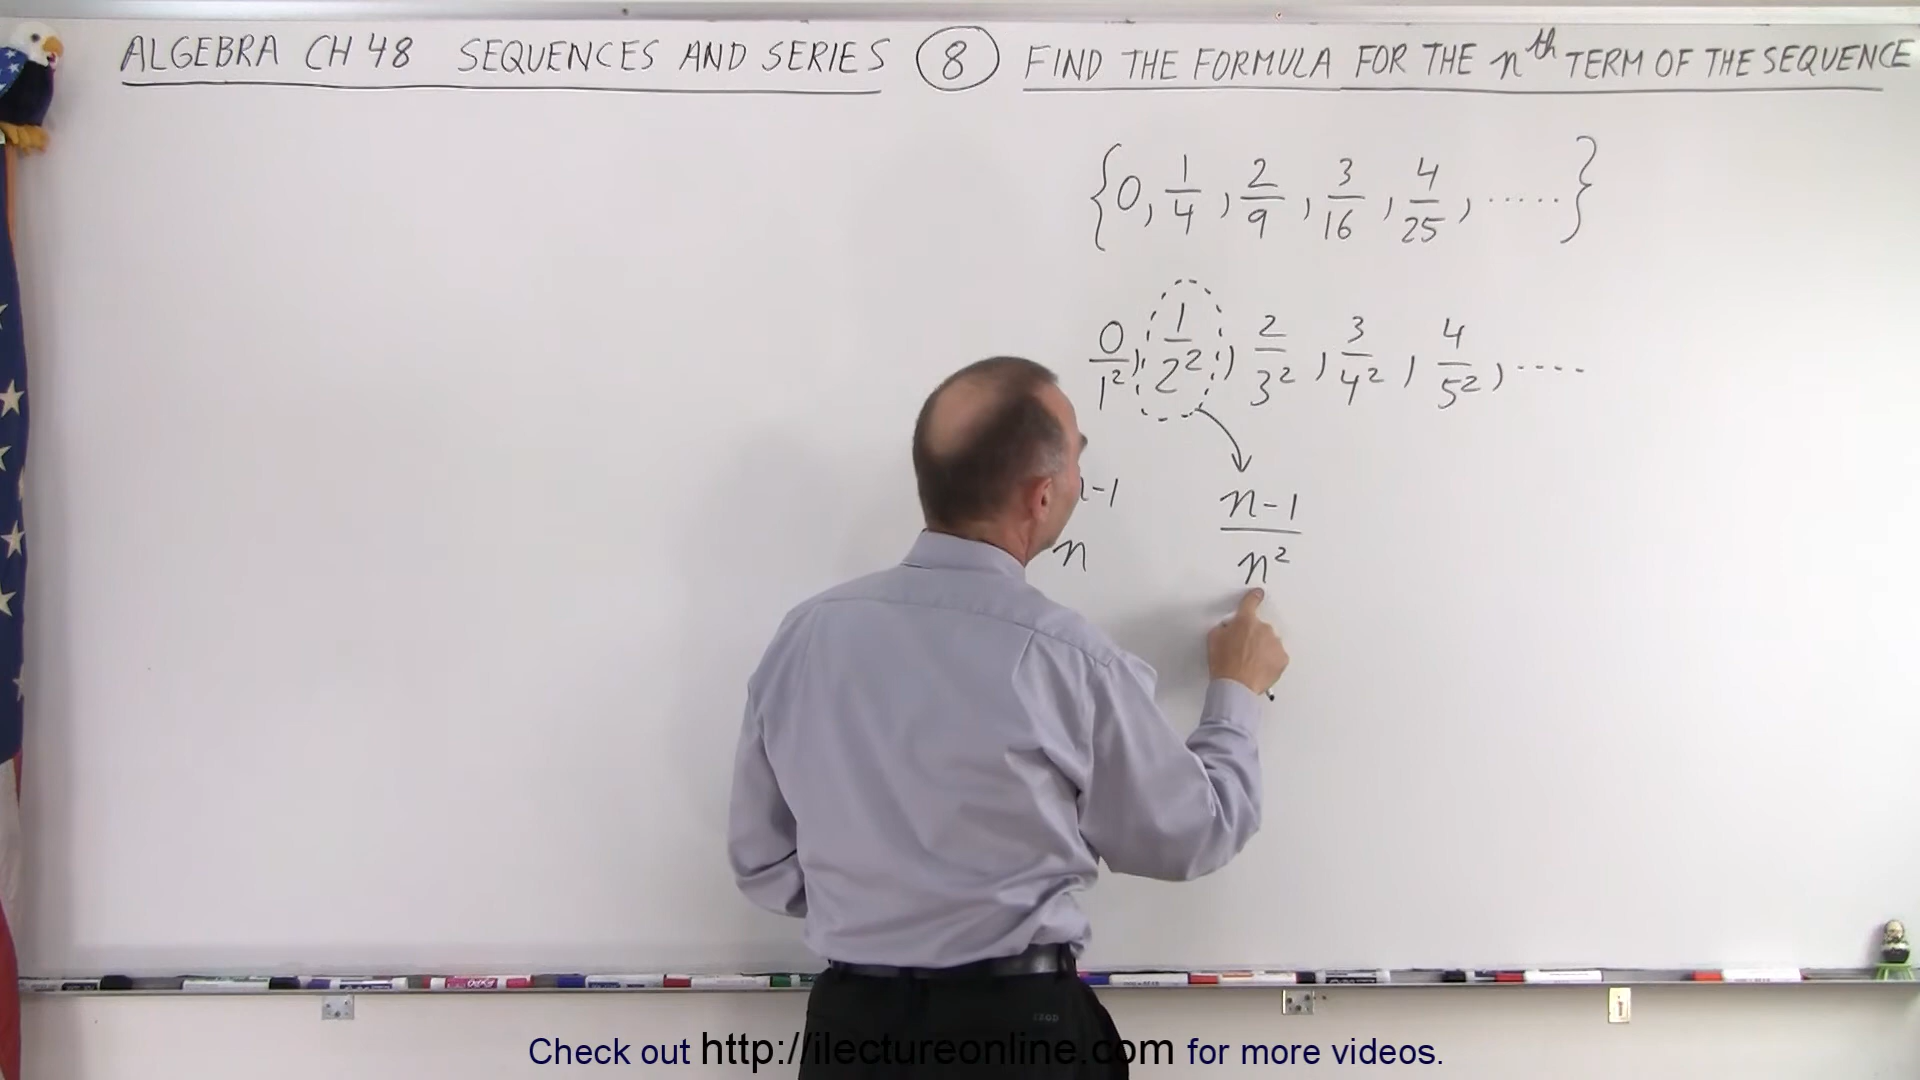 ALGEBRA CH 48 SEQUENCES AND SERIES 8 FIND THE FORMULA FOR THE nth TERM OF THE SEQUENCE
{0, 1/4, 2/9, 3/16, 4/25, .....}
0/1², 1/2², 2/3², 3/4², 4/5², ....
n-1
n
n-1
n²
Check out http://ilectureonline.com for more videos.